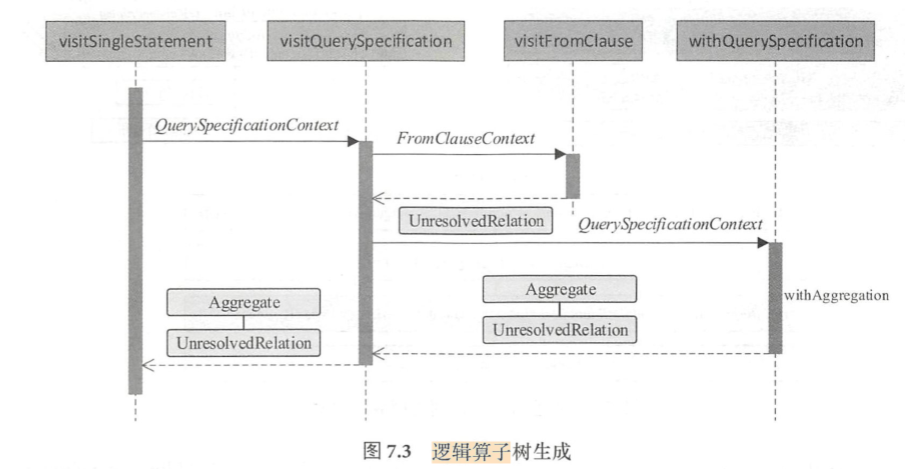 visitSingleStatement
visitQuerySpecification
visitFromClause
withQuerySpecification
QuerySpecificationContext
FromClauseContext
UnresolvedRelation
QuerySpecificationContext
Aggregate
UnresolvedRelation
Aggregate
UnresolvedRelation
withAggregation
图 7.3 逻辑算子树生成